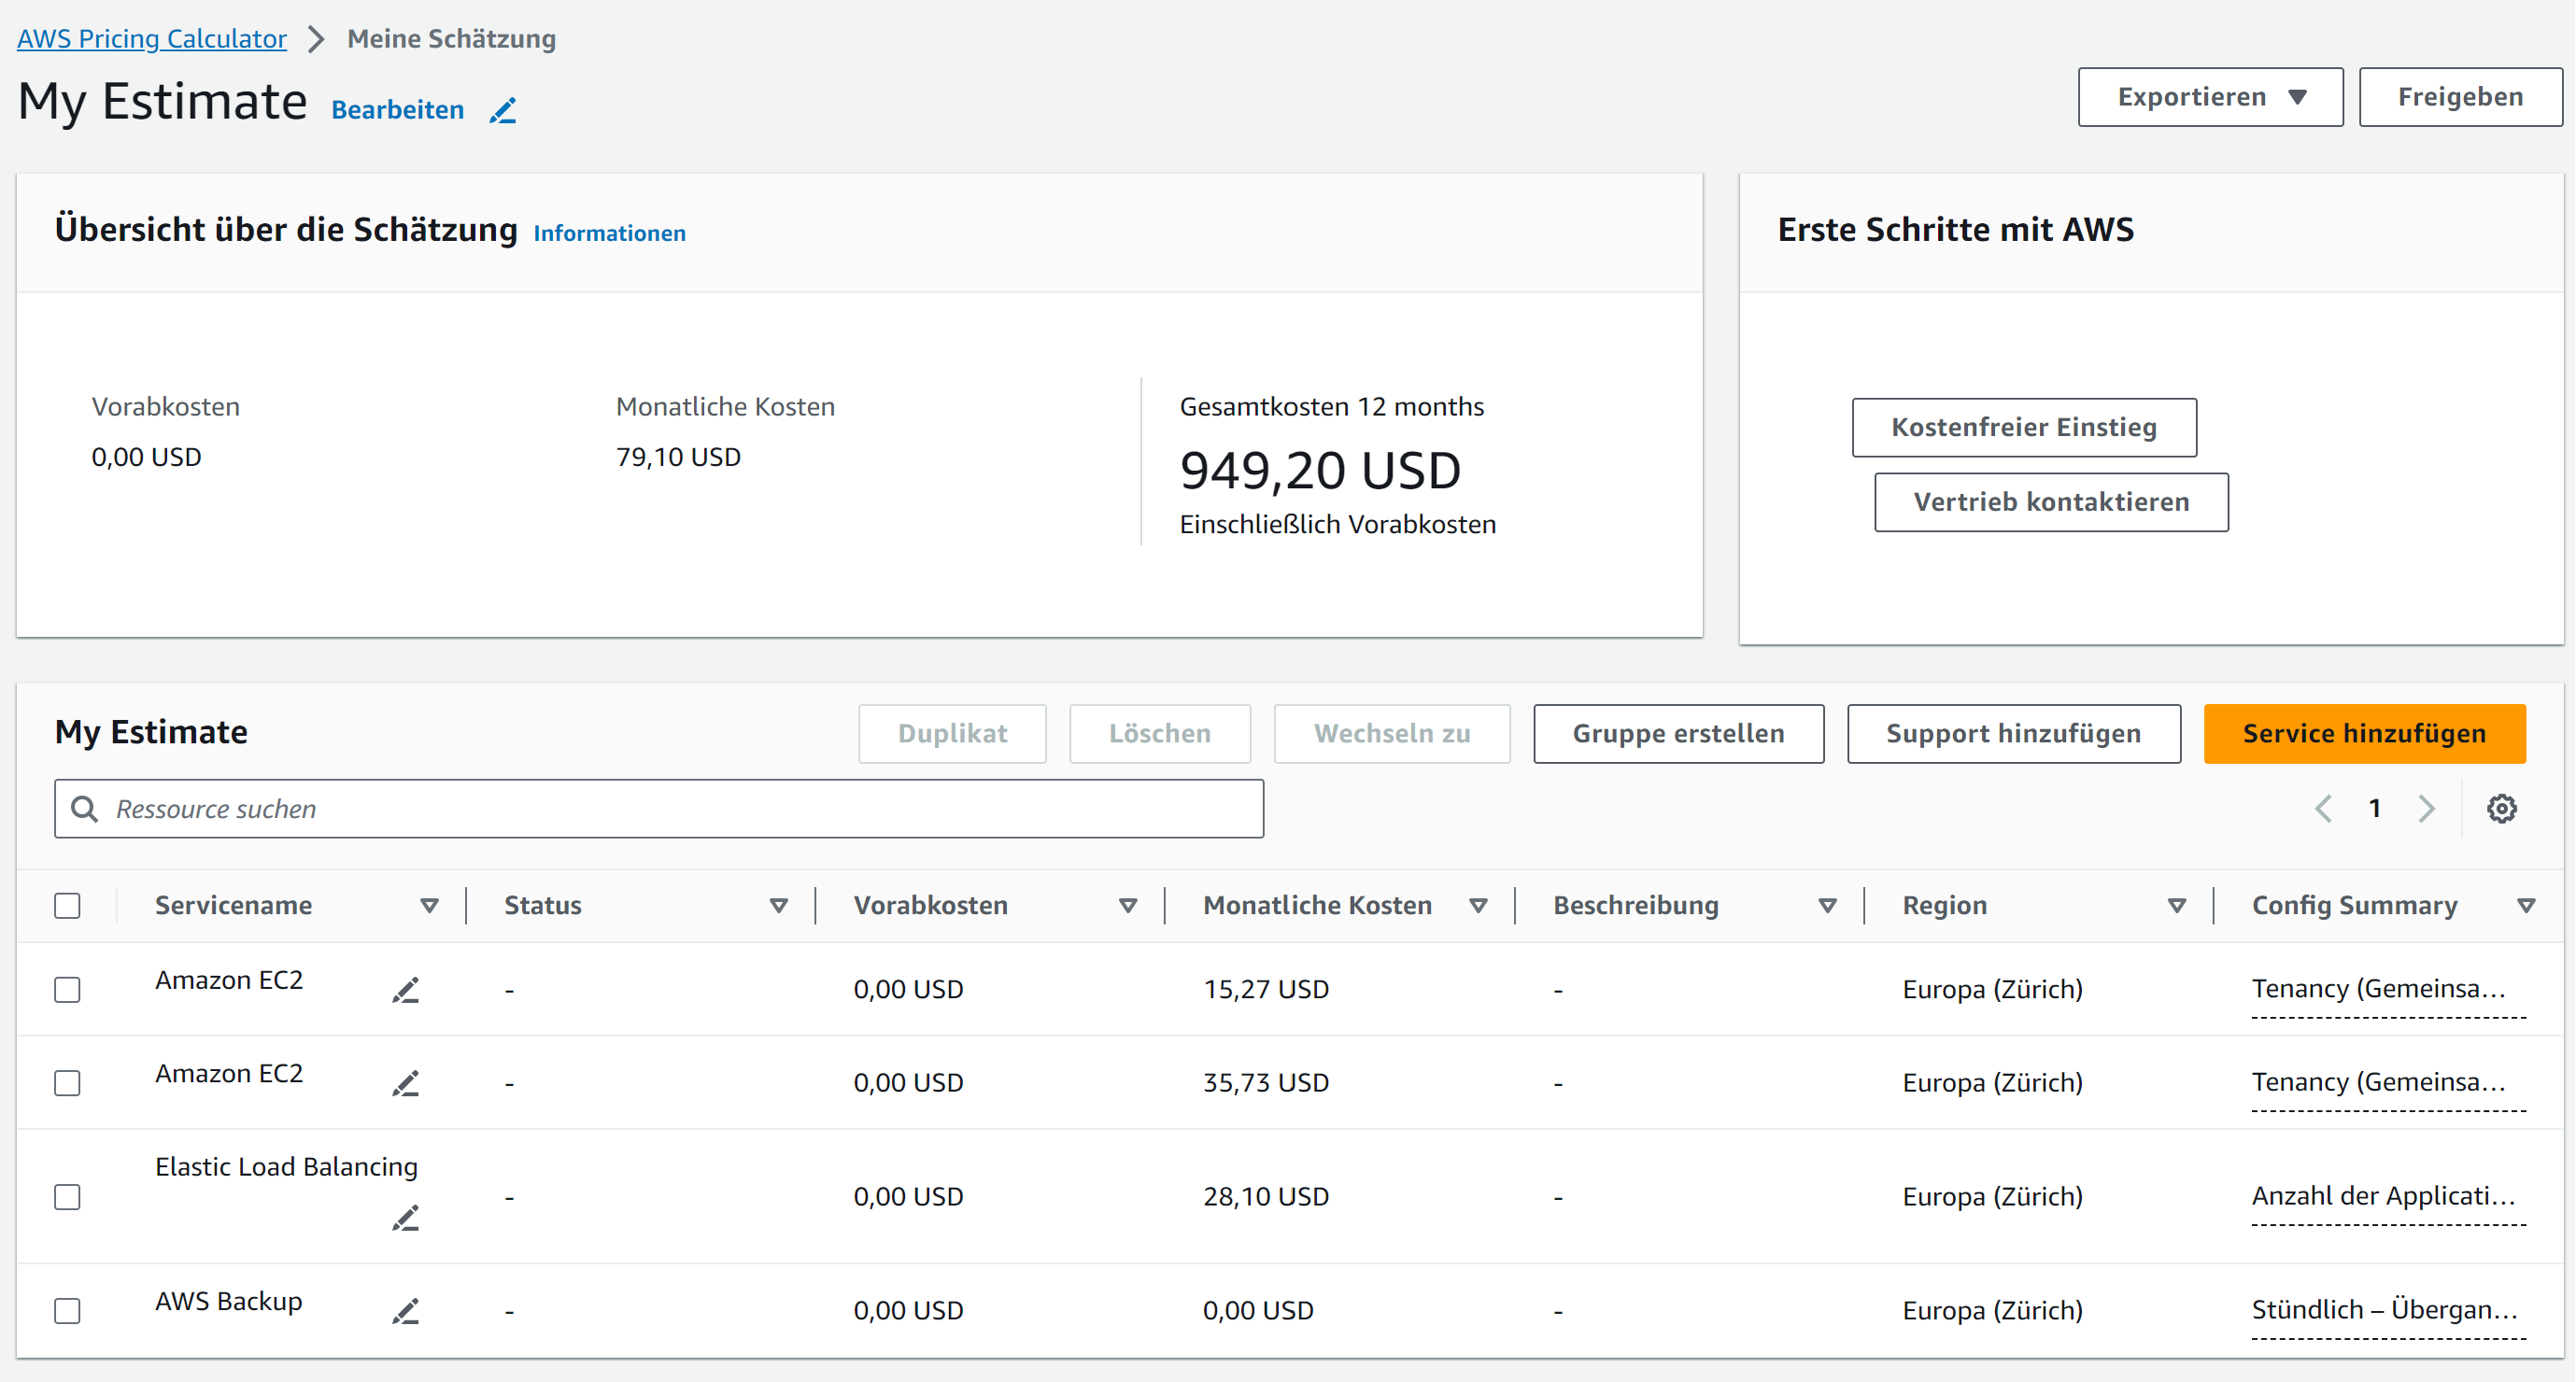 AWS Pricing Calculator > Meine Schätzung
My Estimate Bearbeiten
Exportieren Freigeben
Übersicht über die Schätzung Informationen
Vorabkosten
0,00 USD
Monatliche Kosten
79,10 USD
Gesamtkosten 12 months
949,20 USD
Einschließlich Vorabkosten
Erste Schritte mit AWS
Kostenfreier Einstieg
Vertrieb kontaktieren
My Estimate
Duplikat Löschen Wechseln zu Gruppe erstellen Support hinzufügen Service hinzufügen
Ressource suchen
1
Servicename Status Vorabkosten Monatliche Kosten Beschreibung Region Config Summary
Amazon EC2 - 0,00 USD 15,27 USD - Europa (Zürich) Tenancy (Gemeinsa...
Amazon EC2 - 0,00 USD 35,73 USD - Europa (Zürich) Tenancy (Gemeinsa...
Elastic Load Balancing - 0,00 USD 28,10 USD - Europa (Zürich) Anzahl der Applicati...
AWS Backup - 0,00 USD 0,00 USD - Europa (Zürich) Stündlich – Übergan...